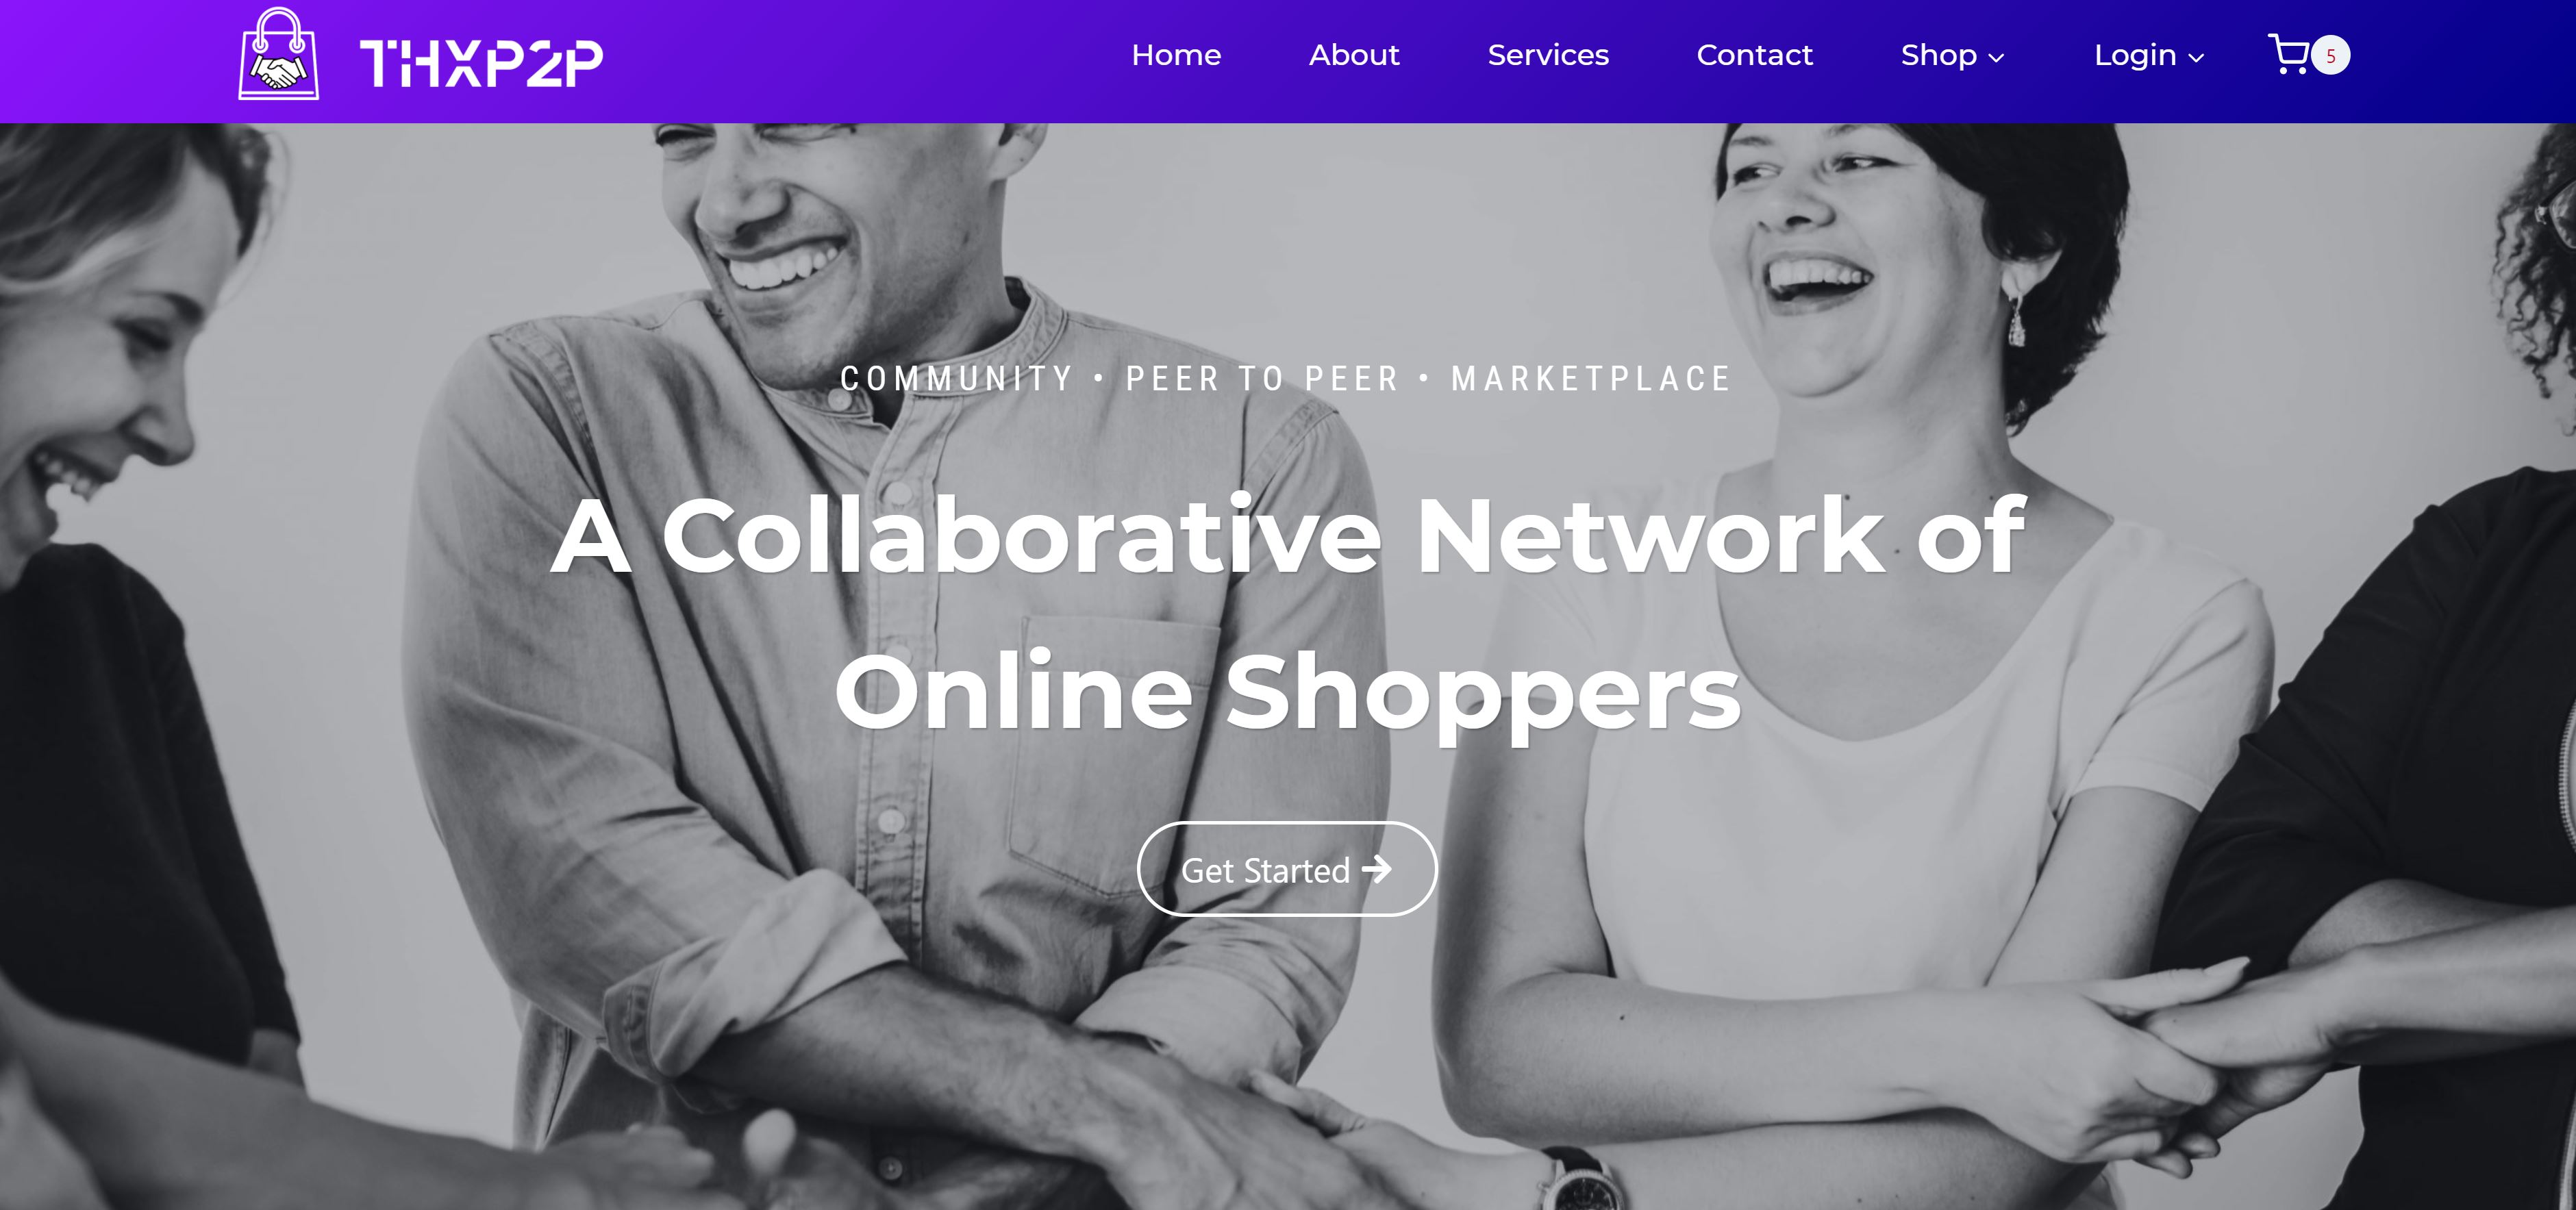 THXP2P
Home About Services Contact Shop Login 5
COMMUNITY • PEER TO PEER • MARKETPLACE
A Collaborative Network of
Online Shoppers
Get Started